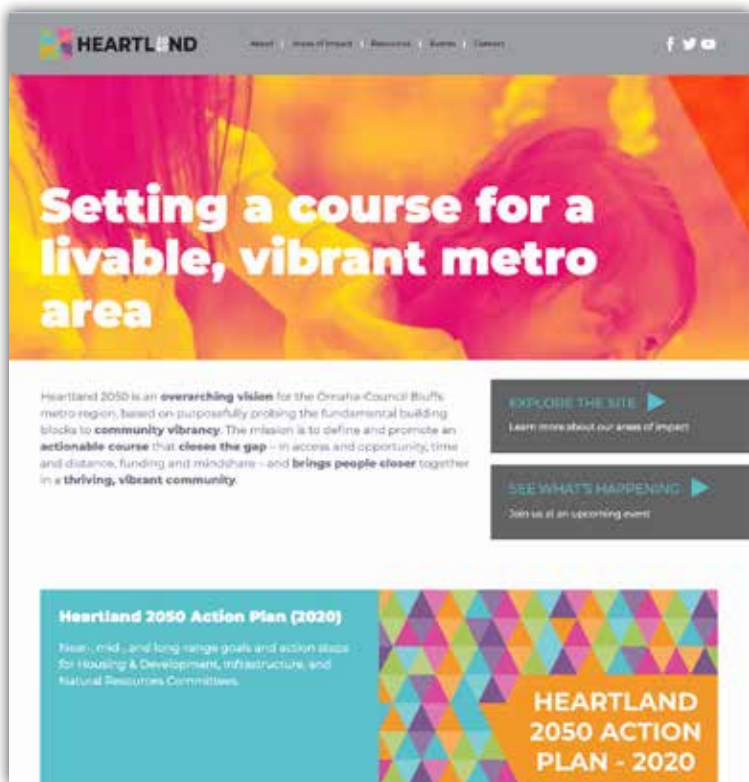 HEARTL 2050 ND
About | Areas of Impact | Resources | Events | Contact
Setting a course for a
livable, vibrant metro
area
Heartland 2050 is an overarching vision for the Omaha-Council Bluffs
metro region, based on purposefully probing the fundamental building
blocks to community vibrancy. The mission is to define and promote an
actionable course that closes the gap – in access and opportunity, time
and distance, funding and mindshare – and brings people closer together
in a thriving, vibrant community.
EXPLORE THE SITE
Learn more about our areas of impact
SEE WHAT'S HAPPENING
Join us at an upcoming event
Heartland 2050 Action Plan (2020)
Near-, mid-, and long-range goals and action steps
for Housing & Development, Infrastructure, and
Natural Resources Committees.
HEARTLAND
2050 ACTION
PLAN - 2020